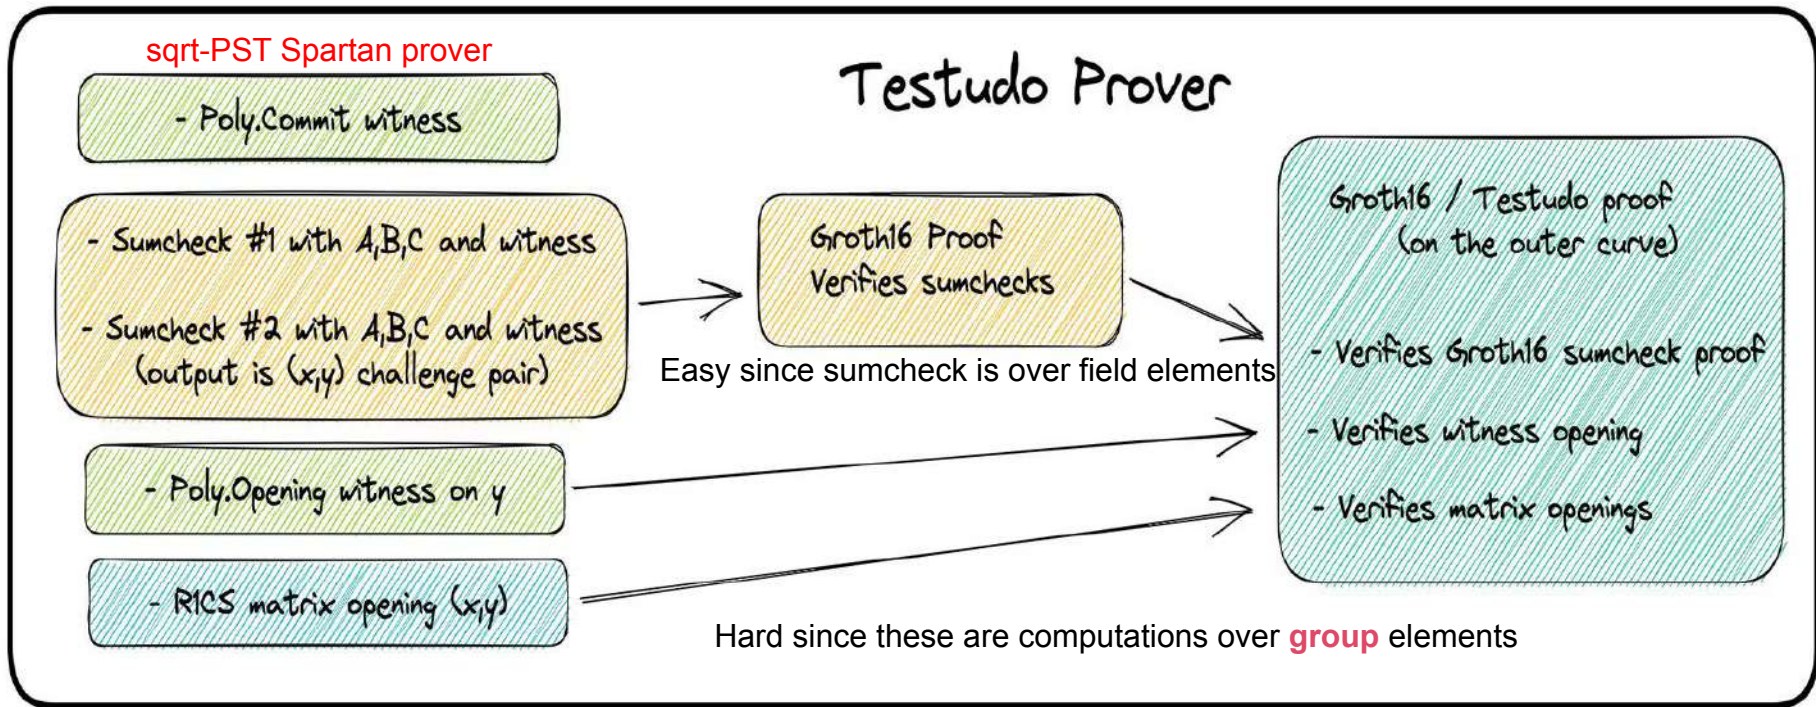 sqrt-PST Spartan prover
Testudo Prover
- Poly.Commit witness
- Sumcheck #1 with A,B,C and witness
- Sumcheck #2 with A,B,C and witness
(output is (x,y) challenge pair)
- Poly.Opening witness on y
- R1CS matrix opening (x,y)
Groth16 Proof
Verifies sumchecks
Easy since sumcheck is over field elements
Hard since these are computations over group elements
Groth16 / Testudo proof
(on the outer curve)
- Verifies Groth16 sumcheck proof
- Verifies witness opening
- Verifies matrix openings